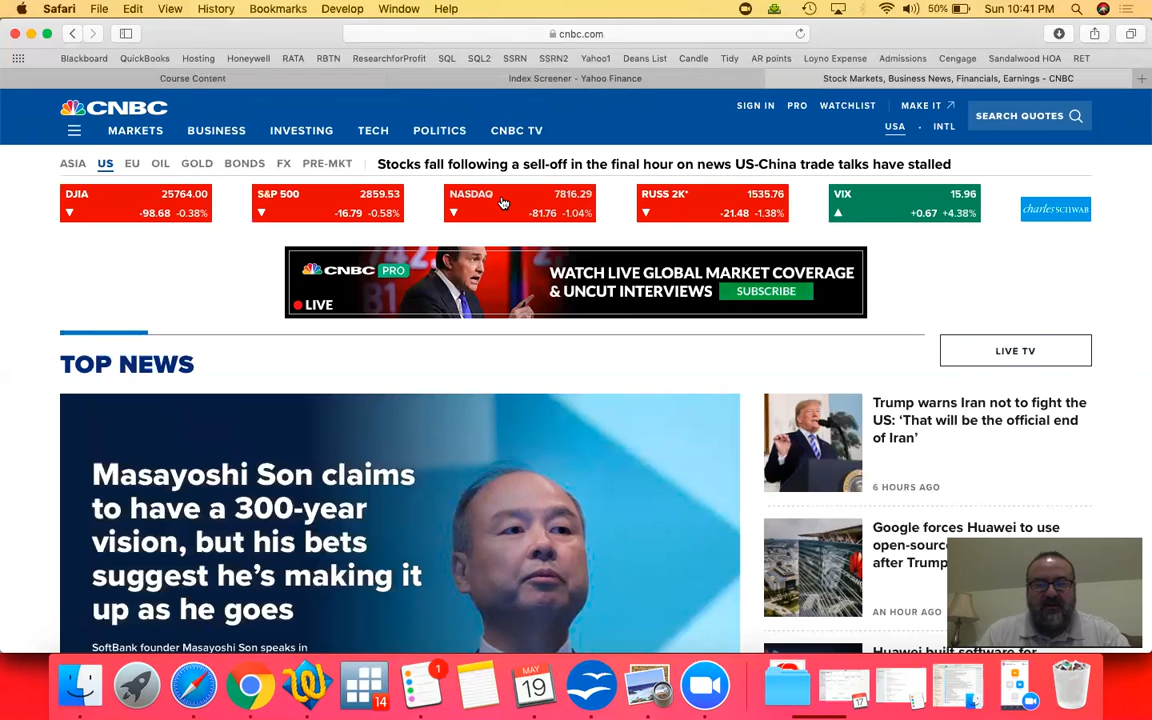 Safari File Edit View History Bookmarks Develop Window Help 50% Sun 10:41 PM
cnbc.com
Blackboard QuickBooks Hosting Honeywell RATA RBTN ResearchforProfit SQL SQL2 SSRN SSRN2 Yahoo1 Deans List Candle Tidy AR points Loyno Expense Admissions Cengage Sandalwood HOA RET
Course Content Index Screener - Yahoo Finance Stock Markets, Business News, Financials, Earnings - CNBC
CNBC SIGN IN PRO WATCHLIST MAKE IT SEARCH QUOTES
MARKETS BUSINESS INVESTING TECH POLITICS CNBC TV USA · INTL
ASIA US EU OIL GOLD BONDS FX PRE-MKT Stocks fall following a sell-off in the final hour on news US-China trade talks have stalled
DJIA 25764.00 S&P 500 2859.53 NASDAQ 7816.29 RUSS 2K* 1535.76 VIX 15.96
-98.68 -0.38% -16.79 -0.58% -81.76 -1.04% -21.48 -1.38% +0.67 +4.38%
charles SCHWAB
CNBC PRO WATCH LIVE GLOBAL MARKET COVERAGE
& UNCUT INTERVIEWS SUBSCRIBE
LIVE
TOP NEWS
LIVE TV
Masayoshi Son claims
to have a 300-year
vision, but his bets
suggest he's making it
up as he goes
SoftBank founder Masayoshi Son speaks in
Trump warns Iran not to fight the
US: 'That will be the official end
of Iran'
6 HOURS AGO
Google forces Huawei to use
open-sourc
after Trump
AN HOUR AGO
Huawei built software for
14
1
MAY
19
17